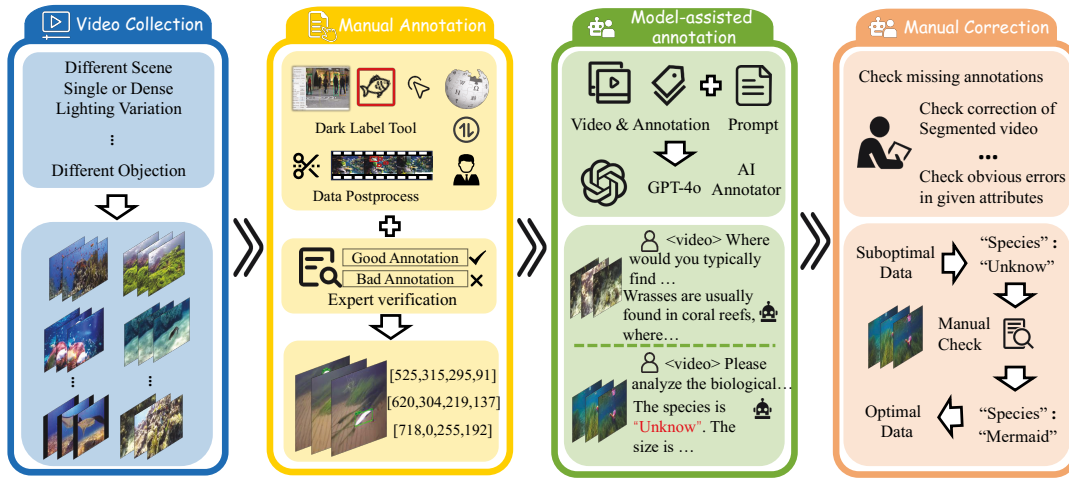 Video Collection
Different Scene
Single or Dense
Lighting Variation
⋮
Different Objection
⋮
⋮
Manual Annotation
Dark Label Tool
Data Postprocess
Good Annotation
Bad Annotation
Expert verification
[525,315,295,91]
[620,304,219,137]
[718,0,255,192]
Model-assisted
annotation
Video & Annotation
Prompt
GPT-4o
AI
Annotator
<video> Where
would you typically
find …
Wrasses are usually
found in coral reefs,
where…
<video> Please
analyze the biological…
The species is
“Unknow”. The
size is …
Manual Correction
Check missing annotations
Check correction of
Segmented video
…
Check obvious errors
in given attributes
Suboptimal
Data
“Species” :
“Unknow”
Manual
Check
Optimal
Data
“Species” :
“Mermaid”